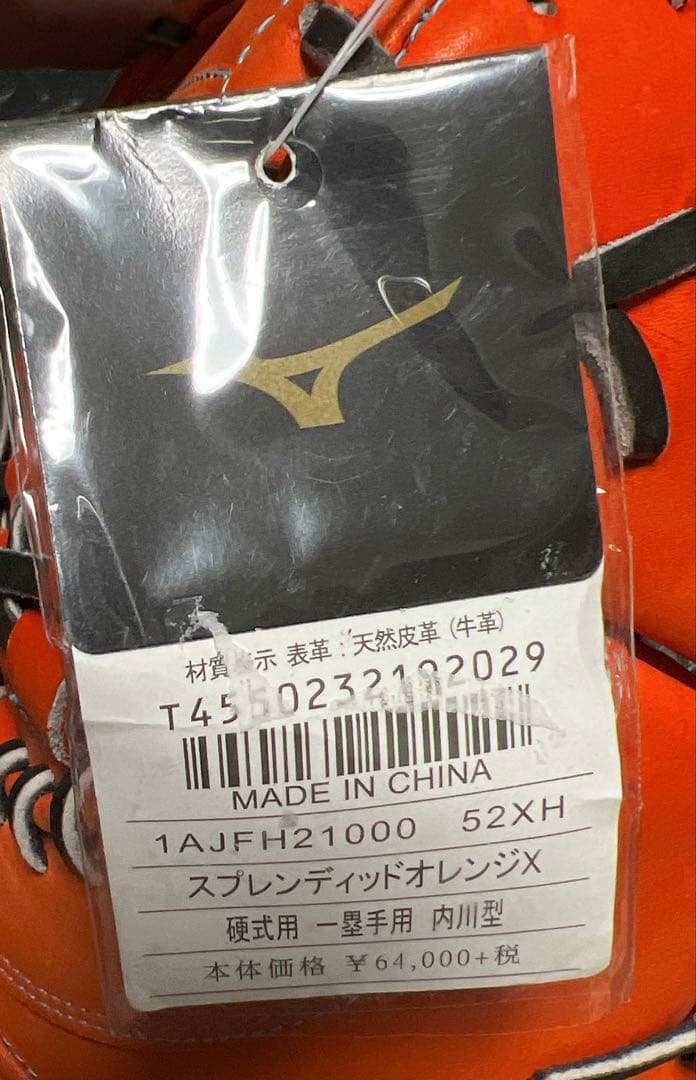 材質表示 表革：天然皮革（牛革）
MADE IN CHINA
1AJFH21000 52XH
スプレンディッドオレンジX
硬式用 一塁手用 内川型
本体価格 ¥64,000+税